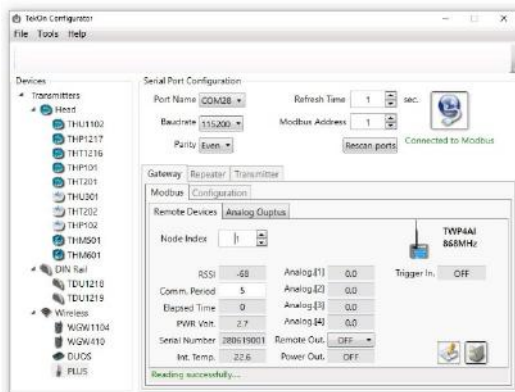 TekOn Configurator
File Tools Help
Devices
Transmitters
Head
THU1102
THP1217
THT1216
THP101
THT201
THU301
THT202
THP102
THM501
THM601
DIN Rail
TDU1218
TDU1219
Wireless
WGW1104
WGW410
DUOS
PLUS
Serial Port Configuration
Port Name COM28 Refresh Time 1 sec.
Baudrate 115200 Modbus Address 1
Parity Even Rescan ports Connected to Modbus
Gateway Repeater Transmitter
Modbus Configuration
Remote Devices Analog Ouptus
Node Index 1 TWP4AI
868MHz
RSSI -68 Analog.[1] 0.0 Trigger In. OFF
Comm. Period 5 Analog.[2] 0.0
Elapsed Time 0 Analog.[3] 0.0
PWR Volt. 2.7 Analog.[4] 0.0
Serial Number 280619001 Remote Out. OFF
Int. Temp. 22.6 Power Out. OFF
Reading successfully...